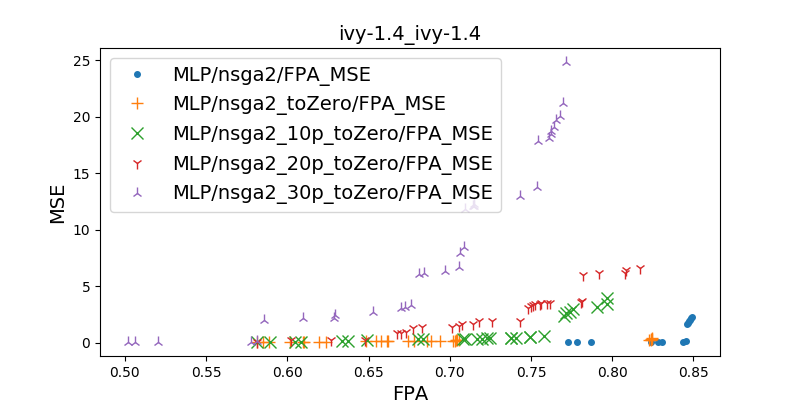 ivy-1.4_ivy-1.4
MLP/nsga2/FPA_MSE
MLP/nsga2_toZero/FPA_MSE
MLP/nsga2_10p_toZero/FPA_MSE
MLP/nsga2_20p_toZero/FPA_MSE
MLP/nsga2_30p_toZero/FPA_MSE
MSE
25
20
15
10
5
0
0.50 0.55 0.60 0.65 0.70 0.75 0.80 0.85
FPA